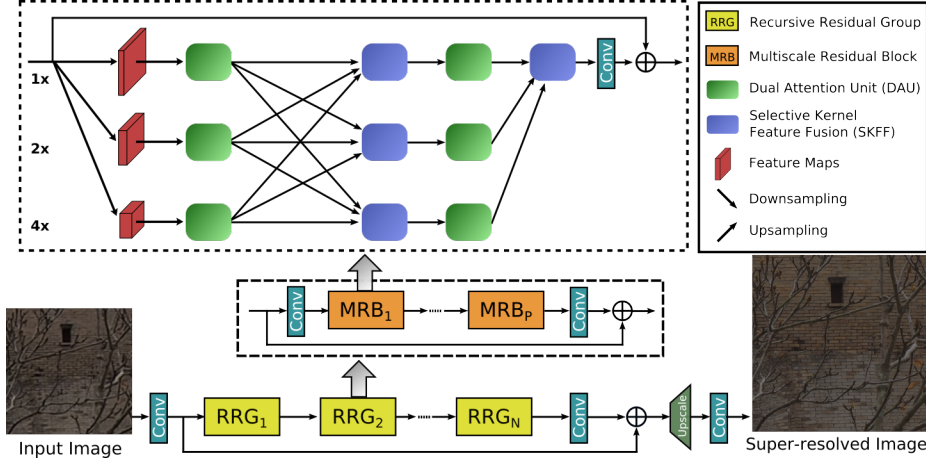 1x
2x
4x
Conv
RRG
Recursive Residual Group
MRB
Multiscale Residual Block
Dual Attention Unit (DAU)
Selective Kernel
Feature Fusion (SKFF)
Feature Maps
Downsampling
Upsampling
Conv
MRB1
MRBP
Conv
Input Image
Conv
RRG1
RRG2
RRGN
Conv
Upscale
Conv
Super-resolved Image